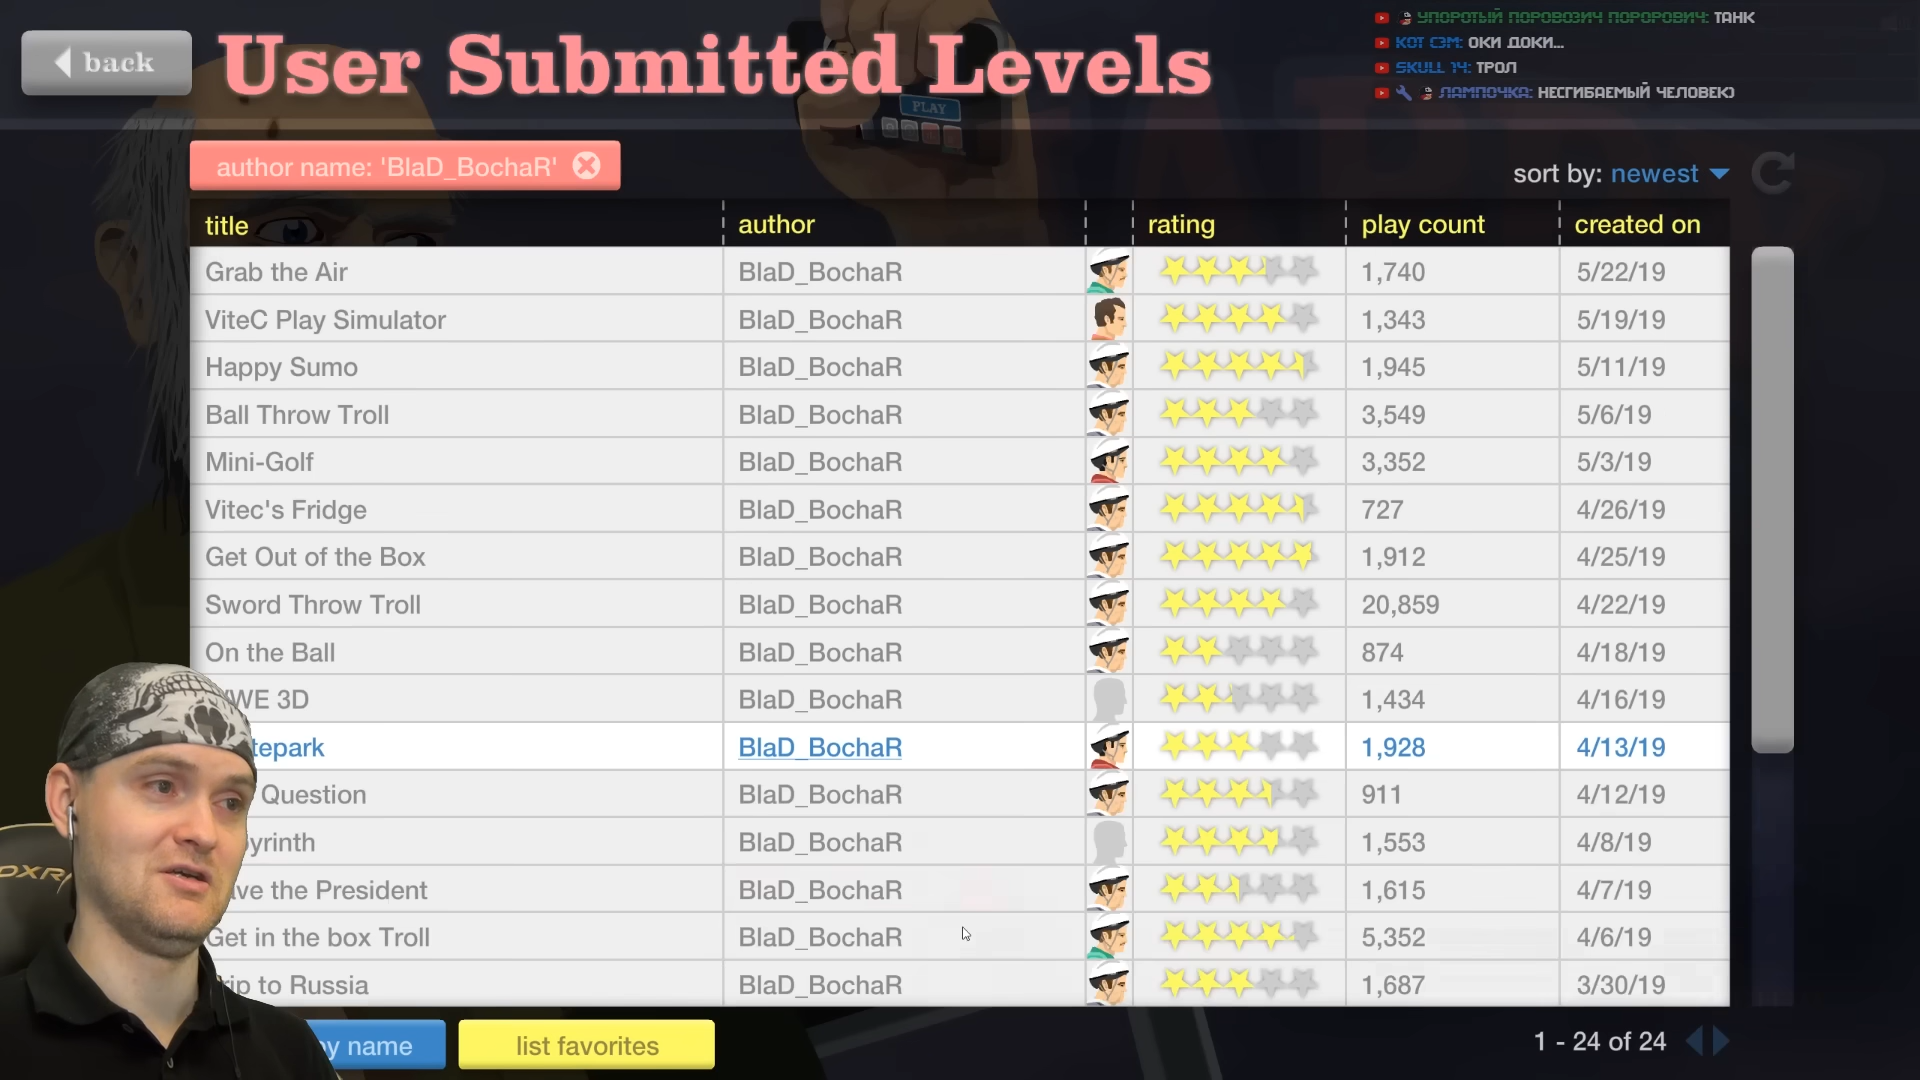 УПОРОТЫЙ ПОРОВОЗИЧ ПОРОРОВИЧ: ТАНК
back
User Submitted Levels
КОТ СЭМ: ОКИ ДОКИ...
SKULL 14: ТРОЛ
ЛАМПОЧКА: НЕСГИБАЕМЫЙ ЧЕЛОВЕК)
PLAY
author name: 'BlaD_BochaR'
sort by: newest
title author rating play count created on
Grab the Air BlaD_BochaR 1,740 5/22/19
ViteC Play Simulator BlaD_BochaR 1,343 5/19/19
Happy Sumo BlaD_BochaR 1,945 5/11/19
Ball Throw Troll BlaD_BochaR 3,549 5/6/19
Mini-Golf BlaD_BochaR 3,352 5/3/19
Vitec's Fridge BlaD_BochaR 727 4/26/19
Get Out of the Box BlaD_BochaR 1,912 4/25/19
Sword Throw Troll BlaD_BochaR 20,859 4/22/19
On the Ball BlaD_BochaR 874 4/18/19
WE 3D BlaD_BochaR 1,434 4/16/19
tepark BlaD_BochaR 1,928 4/13/19
Question BlaD_BochaR 911 4/12/19
yrinth BlaD_BochaR 1,553 4/8/19
ve the President BlaD_BochaR 1,615 4/7/19
Get in the box Troll BlaD_BochaR 5,352 4/6/19
ip to Russia BlaD_BochaR 1,687 3/30/19
by name
list favorites
1 - 24 of 24